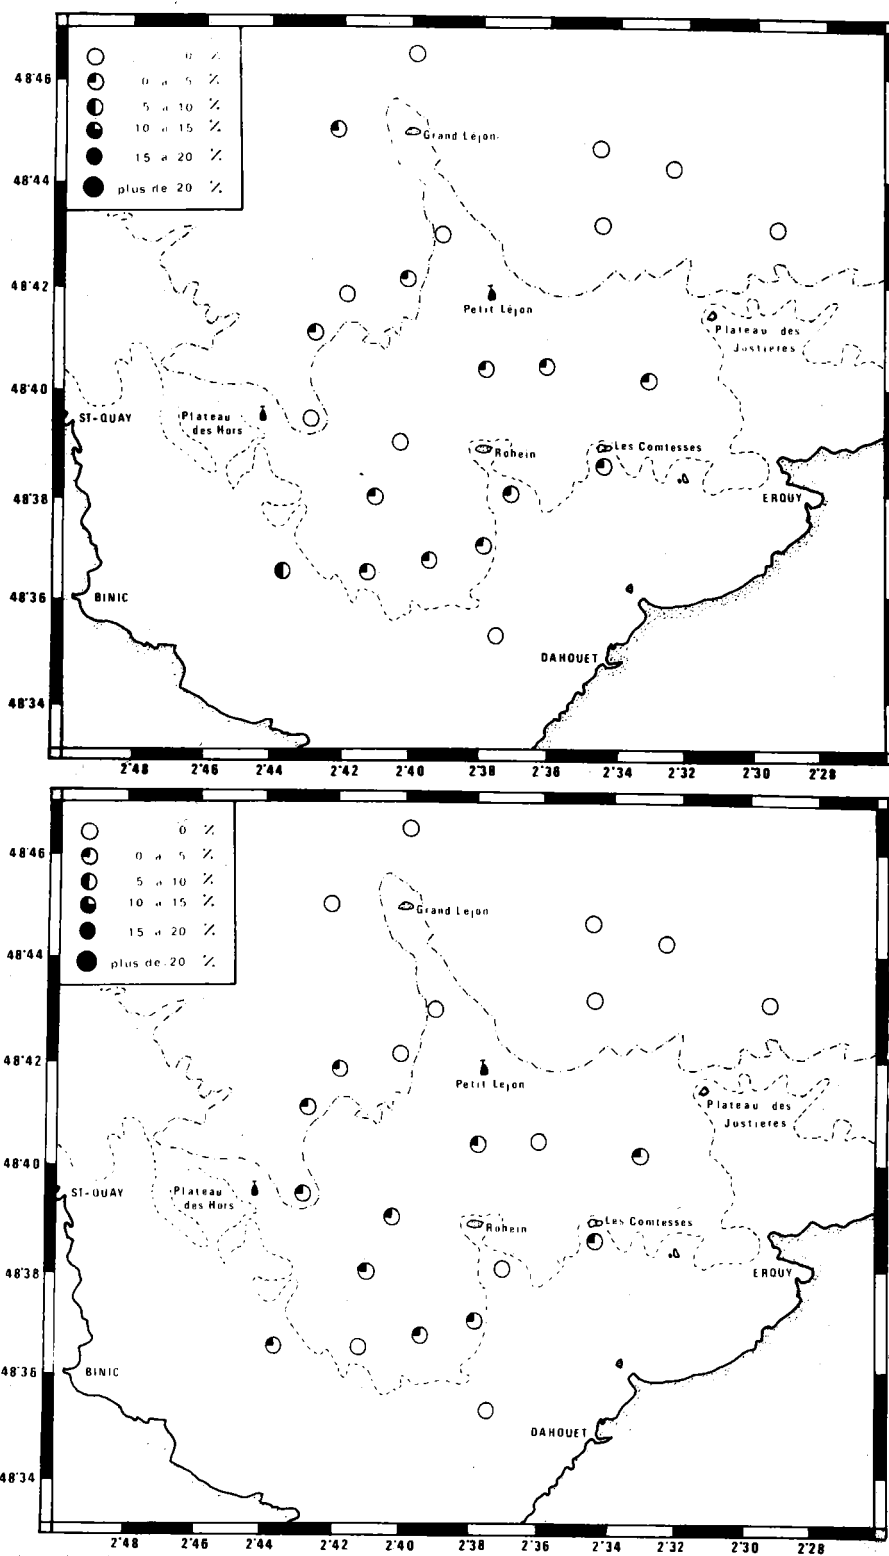 0 %
48°46
0 à 5 %
5 à 10 %
Grand Léjon
10 à 15 %
15 à 20 %
48°44
plus de 20 %
48°42
Petit Léjon
Plateau des
Justières
48°40
ST-QUAY
Plateau
des Hors
Rohein
Les Comtesses
48°38
ERQUY
48°36
BINIC
DAHOUET
48°34
2°48 2°46 2°44 2°42 2°40 2°38 2°36 2°34 2°32 2°30 2°28
0 %
48°46
0 à 5 %
5 à 10 %
10 à 15 %
Grand Lejon
15 à 20 %
48°44
plus de 20 %
48°42
Petit Lejon
Plateau des
Justieres
48°40
ST-QUAY
Plateau
des Hors
Rohein
Les Comtesses
48°38
ERQUY
48°36
BINIC
DAHOUET
48°34
2°48 2°46 2°44 2°42 2°40 2°38 2°36 2°34 2°32 2°30 2°28